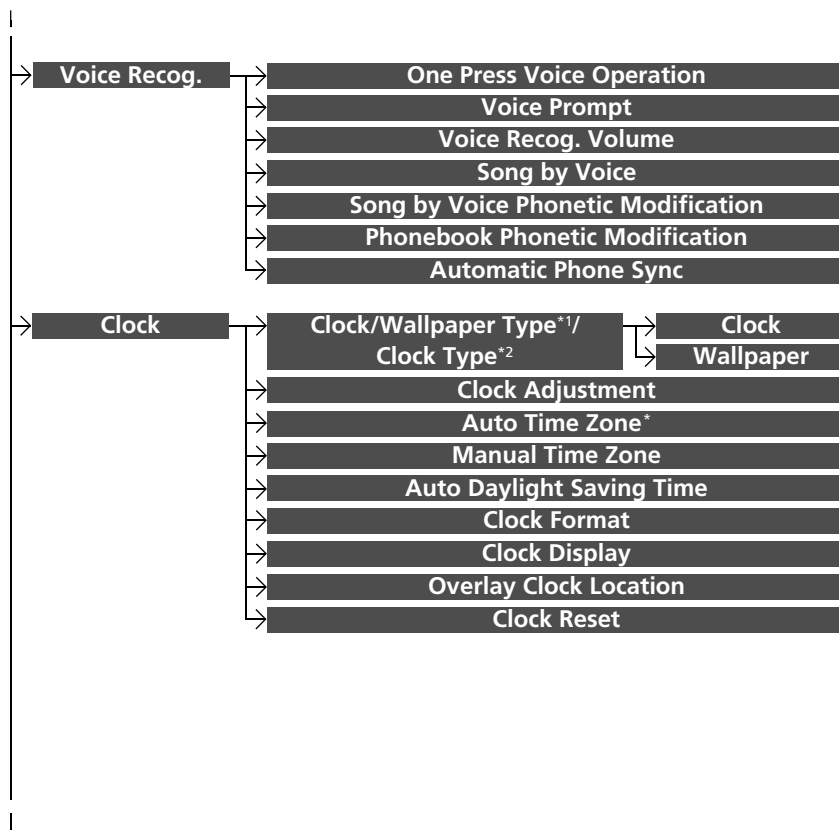 Voice Recog.
One Press Voice Operation
Voice Prompt
Voice Recog. Volume
Song by Voice
Song by Voice Phonetic Modification
Phonebook Phonetic Modification
Automatic Phone Sync
Clock
Clock/Wallpaper Type*1/
Clock Type*2
Clock
Wallpaper
Clock Adjustment
Auto Time Zone*
Manual Time Zone
Auto Daylight Saving Time
Clock Format
Clock Display
Overlay Clock Location
Clock Reset